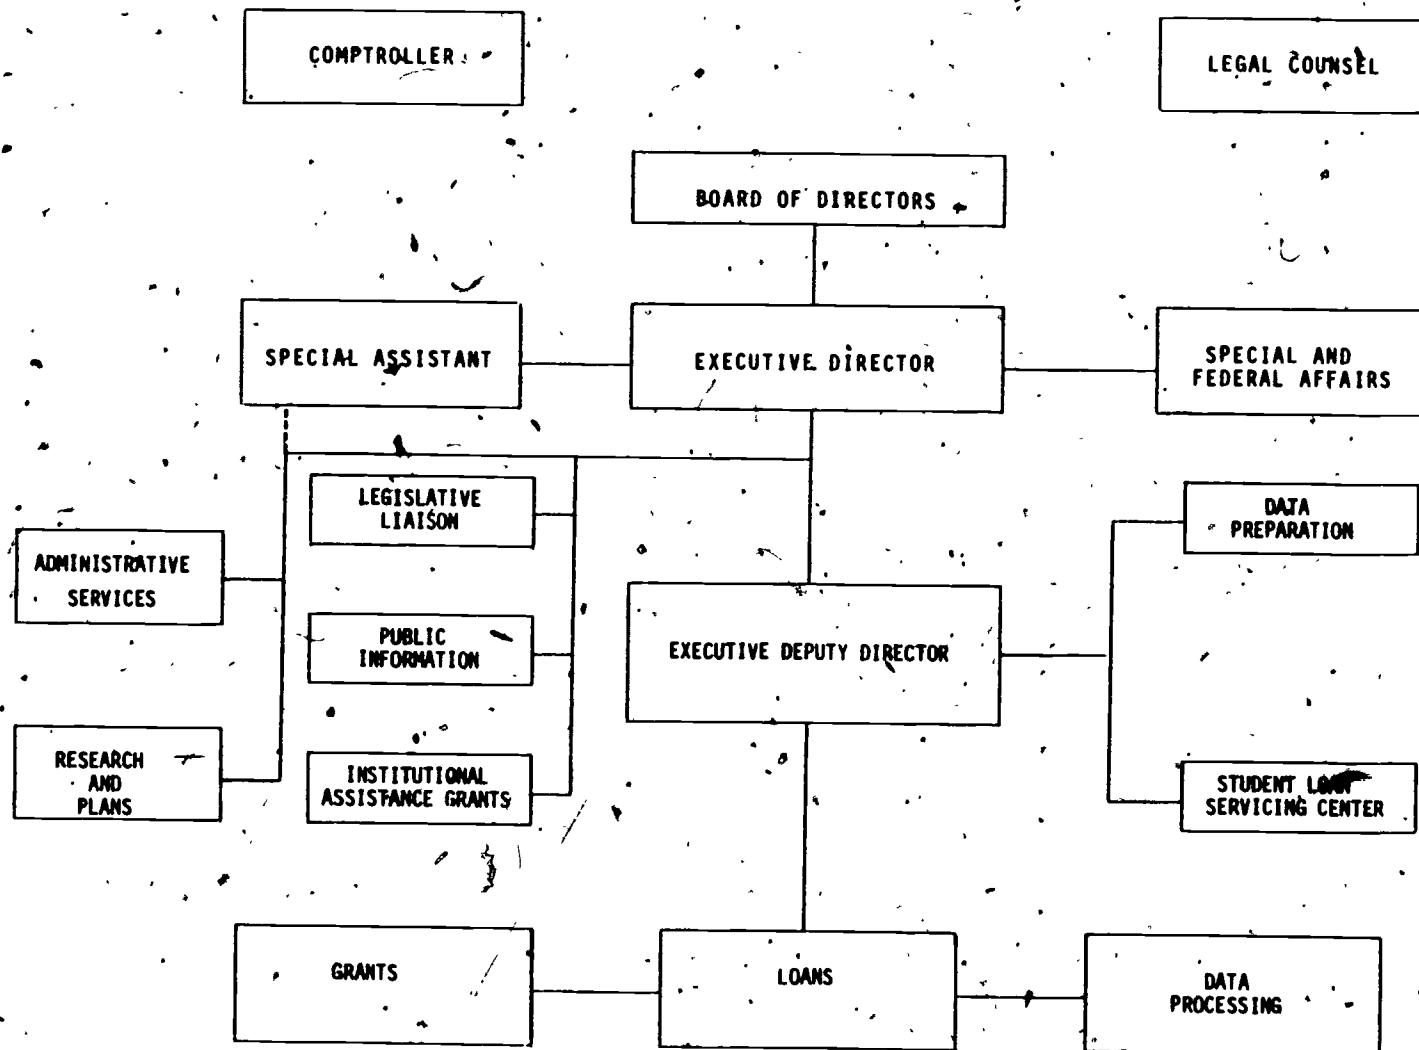 COMPTROLLER
LEGAL COUNSEL
BOARD OF DIRECTORS
SPECIAL ASSISTANT
EXECUTIVE DIRECTOR
SPECIAL AND
FEDERAL AFFAIRS
LEGISLATIVE
LIAISON
DATA
PREPARATION
ADMINISTRATIVE
SERVICES
PUBLIC
INFORMATION
EXECUTIVE DEPUTY DIRECTOR
RESEARCH
AND
PLANS
INSTITUTIONAL
ASSISTANCE GRANTS
STUDENT LOAN
SERVICING CENTER
GRANTS
LOANS
DATA
PROCESSING